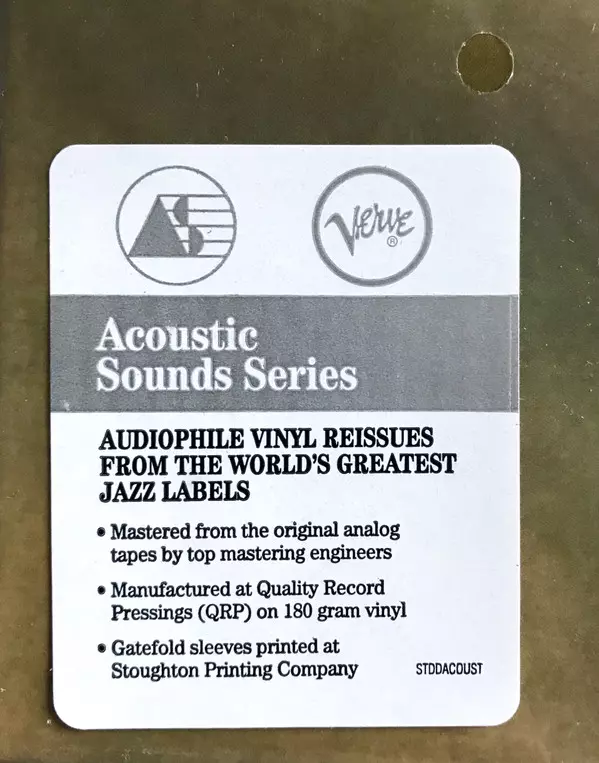 AS
Verve®
Acoustic
Sounds Series
AUDIOPHILE VINYL REISSUES
FROM THE WORLD'S GREATEST
JAZZ LABELS
• Mastered from the original analog
tapes by top mastering engineers
• Manufactured at Quality Record
Pressings (QRP) on 180 gram vinyl
• Gatefold sleeves printed at
Stoughton Printing Company
STDDACOUST